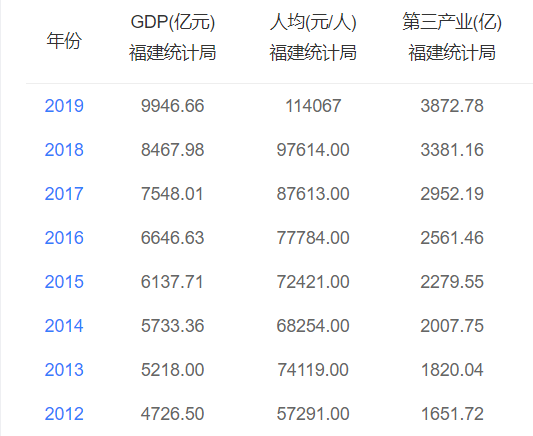 年份 GDP(亿元) 人均(元/人) 第三产业(亿)
福建统计局 福建统计局 福建统计局
2019 9946.66 114067 3872.78
2018 8467.98 97614.00 3381.16
2017 7548.01 87613.00 2952.19
2016 6646.63 77784.00 2561.46
2015 6137.71 72421.00 2279.55
2014 5733.36 68254.00 2007.75
2013 5218.00 74119.00 1820.04
2012 4726.50 57291.00 1651.72